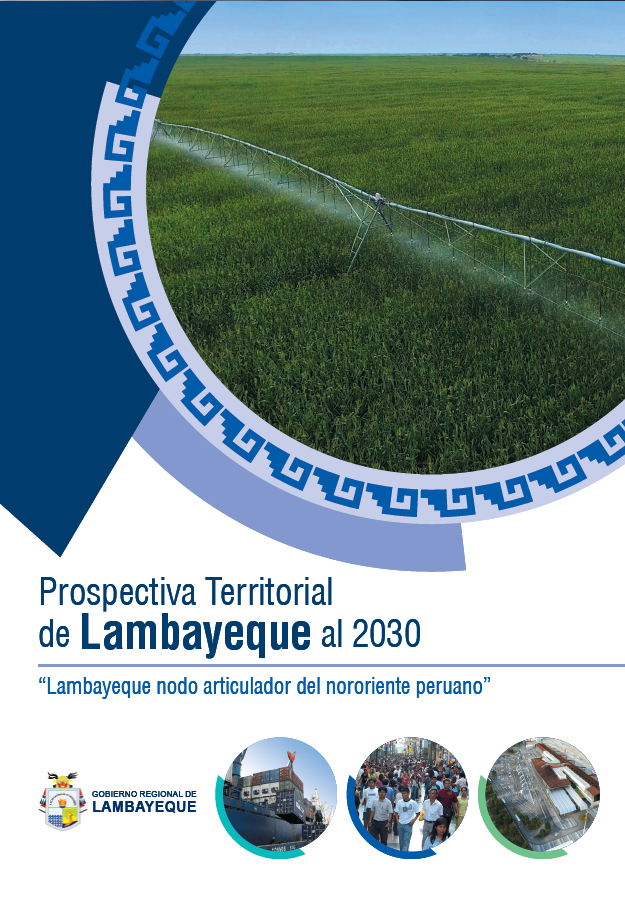 Prospectiva Territorial
de Lambayeque al 2030
“Lambayeque nodo articulador del nororiente peruano”
GOBIERNO REGIONAL DE
LAMBAYEQUE